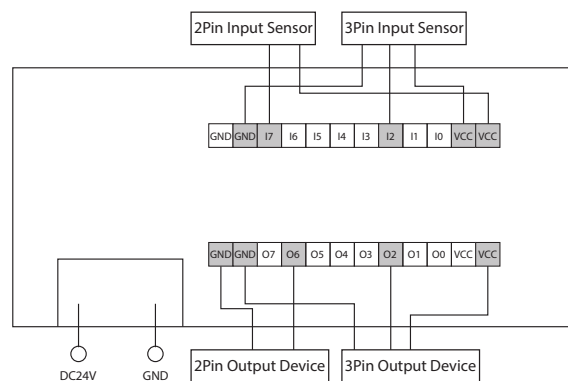 2Pin Input Sensor 3Pin Input Sensor
GND GND I7 I6 I5 I4 I3 I2 I1 I0 VCC VCC
GND GND O7 O6 O5 O4 O3 O2 O1 O0 VCC VCC
DC24V GND 2Pin Output Device 3Pin Output Device